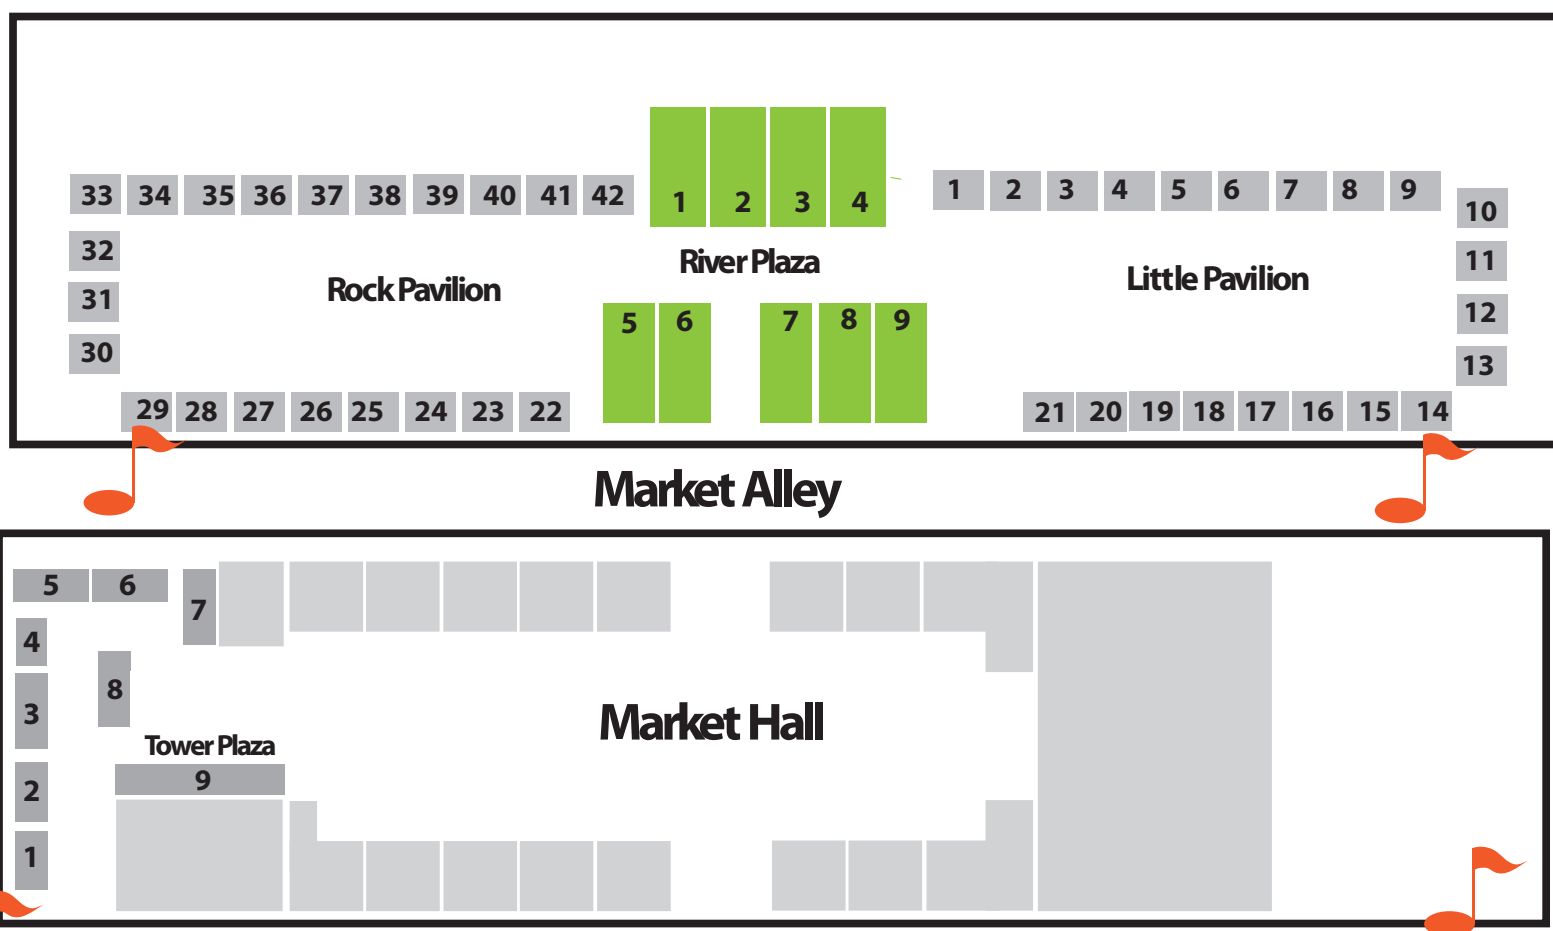 33 34 35 36 37 38 39 40 41 42
1 2 3 4
1 2 3 4 5 6 7 8 9
10
32
River Plaza
11
Rock Pavilion
Little Pavilion
31
12
5 6 7 8 9
30
13
29 28 27 26 25 24 23 22
21 20 19 18 17 16 15 14
Market Alley
5 6
7
4
8
3
Market Hall
Tower Plaza
9
2
1